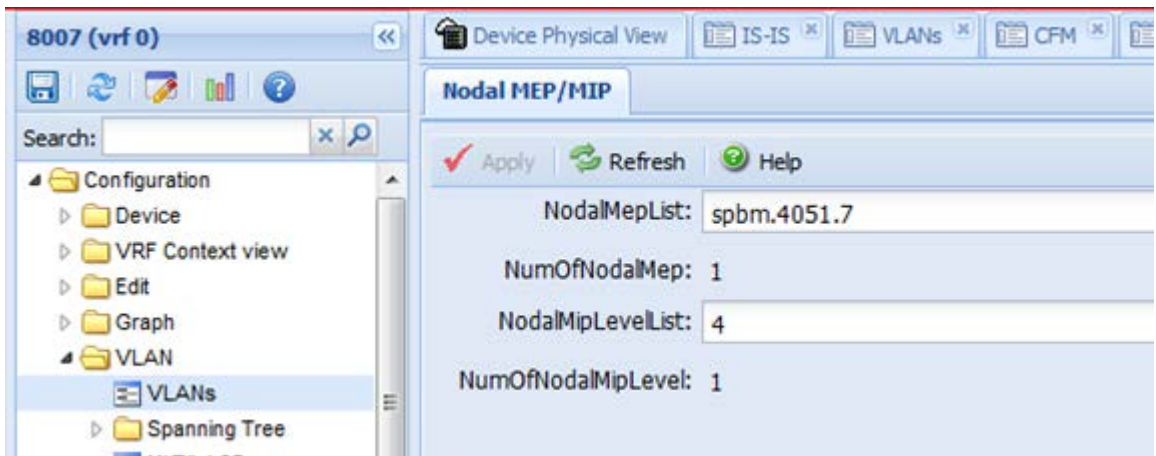 8007 (vrf 0)
Device Physical View
IS-IS
VLANs
CFM
Nodal MEP/MIP
Search:
Apply
Refresh
Help
Configuration
Device
VRF Context view
Edit
Graph
VLAN
VLANs
Spanning Tree
NodalMepList: spbm.4051.7
NumOfNodalMep: 1
NodalMipLevelList: 4
NumOfNodalMipLevel: 1